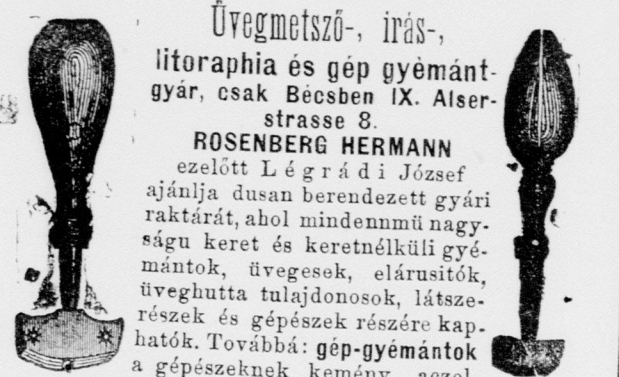 Üvegmetsző-, irás-,
litoraphia és gép gyémánt-
gyár, csak Bécsben IX. Alser-
strasse 8.
ROSENBERG HERMANN
ezelőtt Légrádi József
ajánlja dusan berendezett gyári
raktárát, ahol mindennmü nagy-
ságu keret és keretnélküli gyé-
mántok, üvegesek, elárusitók,
üveghutta tulajdonosok, látsze-
részek és gépészek részére kap-
hatók. Továbbá: gép-gyémántok
a gépészeknek kemény aczel